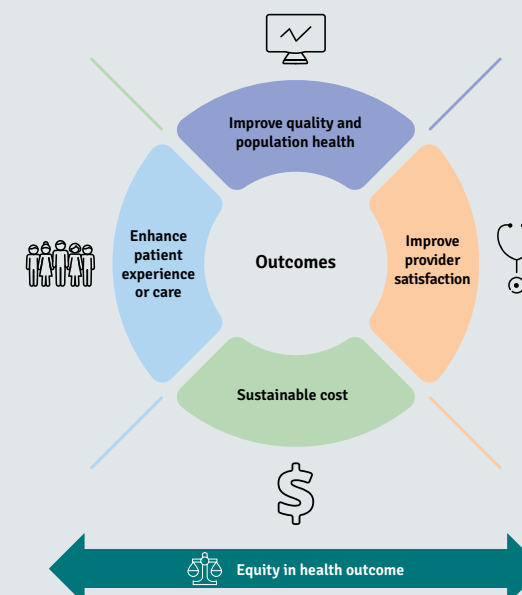 Improve quality and
population health
Enhance
patient
experience
or care
Outcomes
Improve
provider
satisfaction
Sustainable cost
$
Equity in health outcome